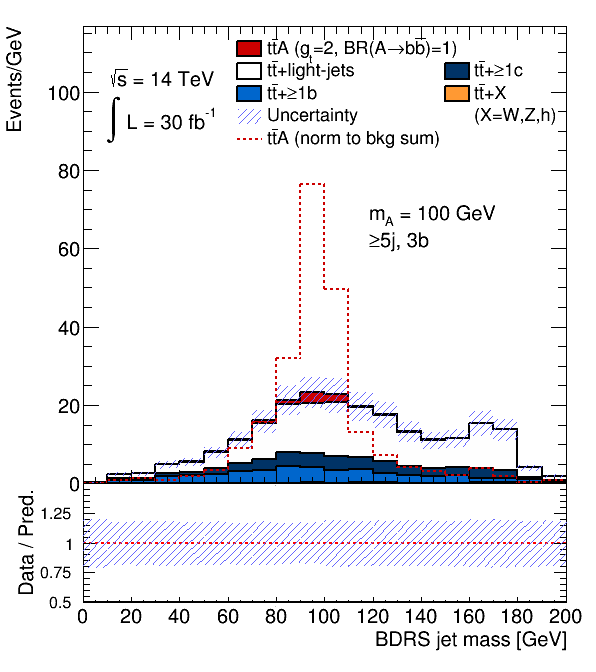 Events/GeV
tt̄A (gₜ=2, BR(A→bb̄)=1)
tt̄+light-jets
tt̄+≥1c
tt̄+≥1b
tt̄+X
Uncertainty
(X=W,Z,h)
tt̄A (norm to bkg sum)
√s = 14 TeV
∫ L = 30 fb⁻¹
m_A = 100 GeV
≥5j, 3b
100
80
60
40
20
0
Data / Pred.
1.25
1
0.75
0.5
0 20 40 60 80 100 120 140 160 180 200
BDRS jet mass [GeV]